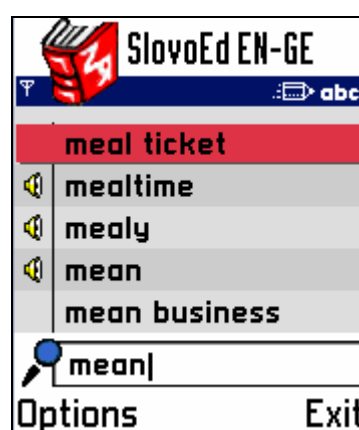 SlovoEd EN-GE
abc
meal ticket
mealtime
mealy
mean
mean business
mean
Options Exit